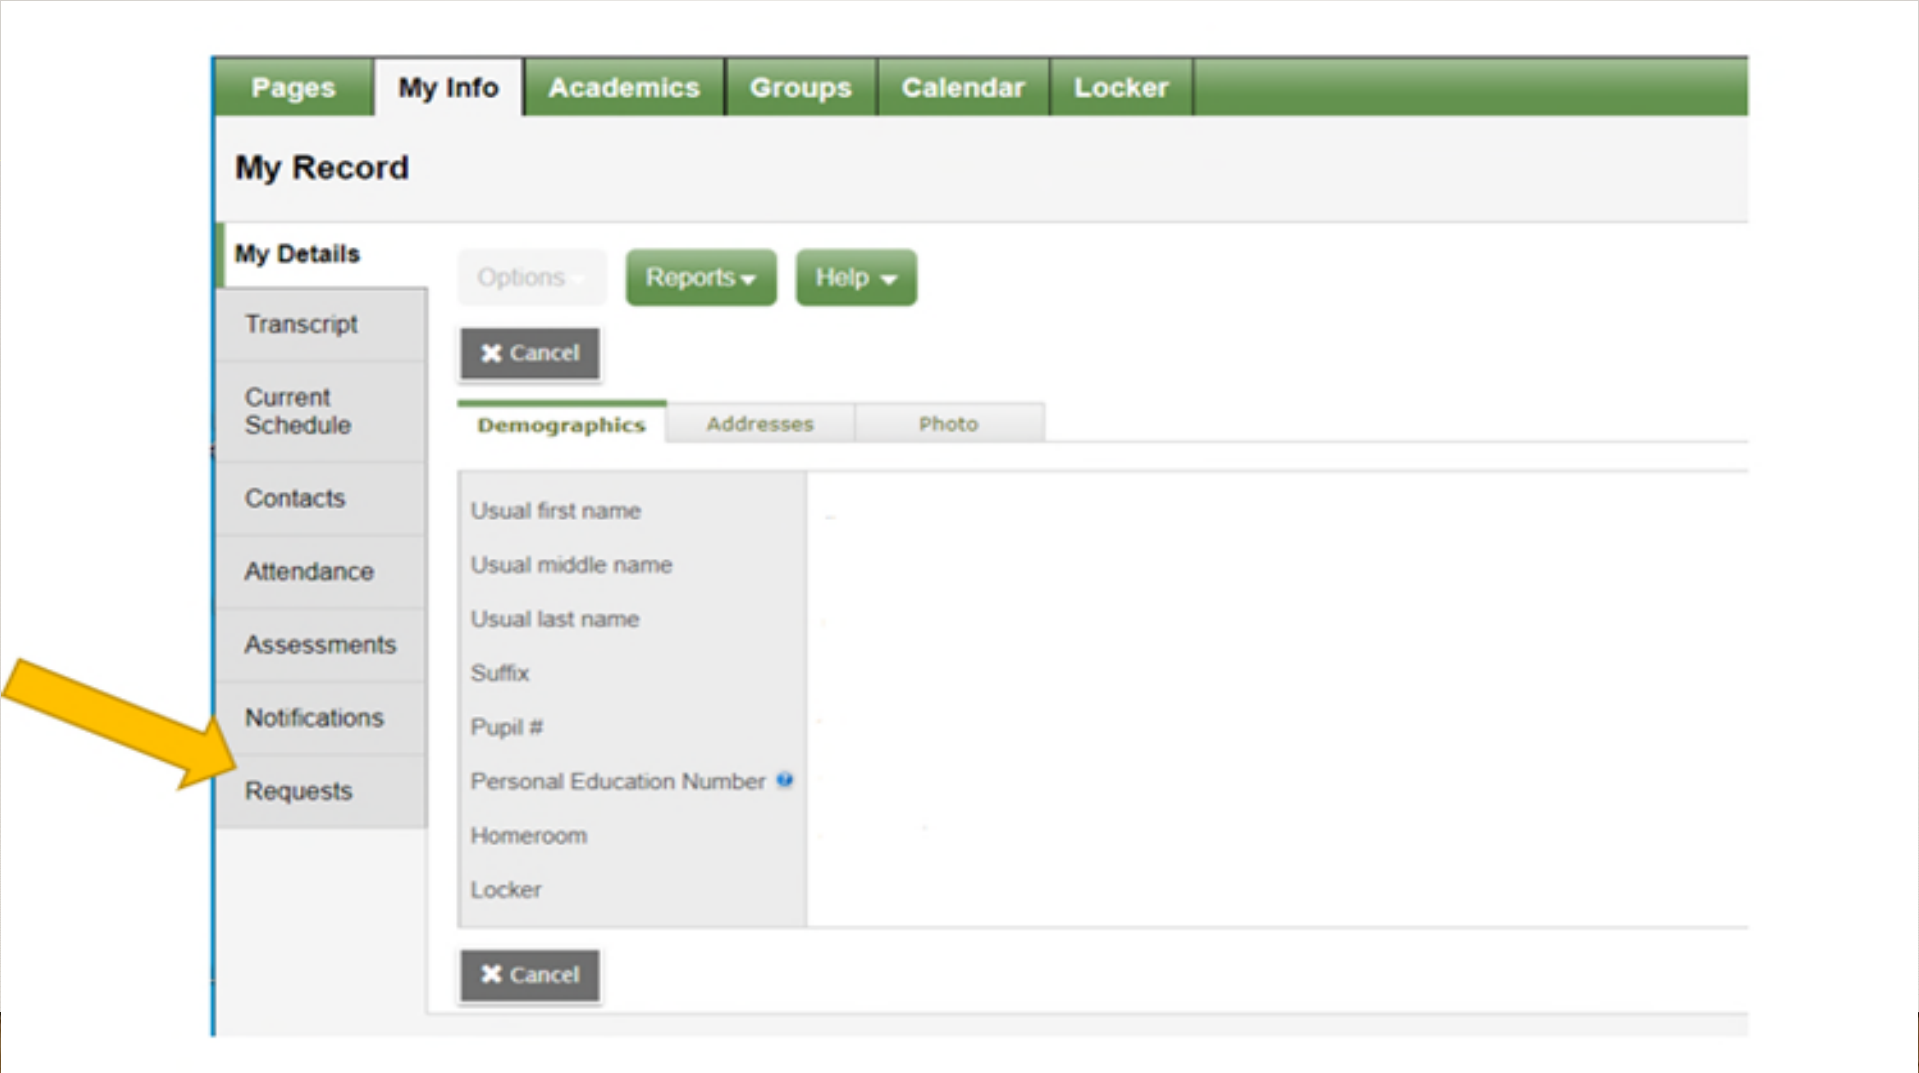 Pages My Info Academics Groups Calendar Locker
My Record
My Details
Options Reports Help
Transcript
Cancel
Current
Schedule
Demographics Addresses Photo
Contacts
Usual first name
Usual middle name
Attendance
Usual last name
Assessments
Suffix
Notifications
Pupil #
Personal Education Number ?
Requests
Homeroom
Locker
Cancel